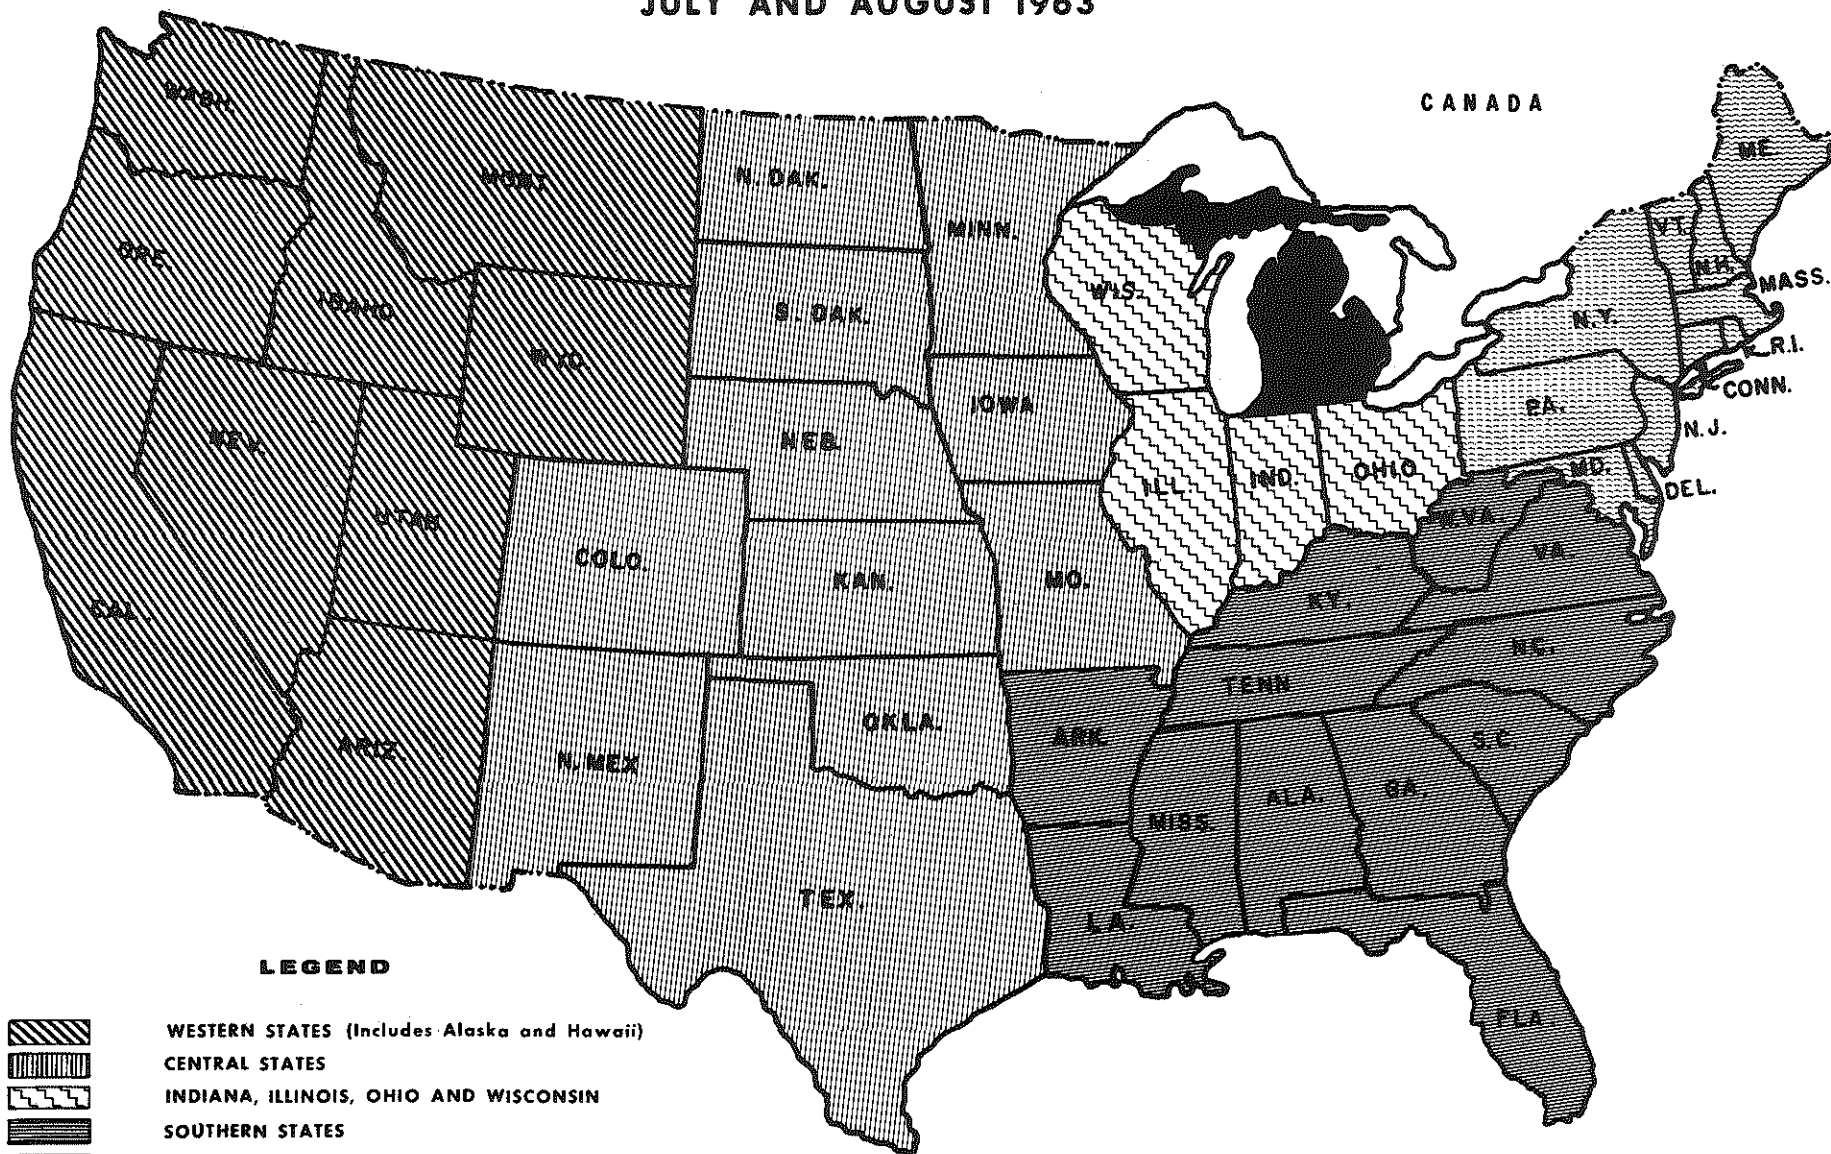 JULY AND AUGUST 1963
CANADA
WASH.
MONT.
N. DAK.
MINN.
ME.
ORE.
IDAHO
WYO.
S. DAK.
WIS.
VT.
N.H.
MASS.
N.Y.
R.I.
CONN.
NEV.
NEB.
IOWA
ILL.
IND.
OHIO
PA.
N.J.
MD.
DEL.
UTAH
COLO.
KAN.
MO.
W.VA.
VA.
KY.
CAL.
ARIZ.
N. MEX
OKLA.
ARK.
TENN
N.C.
S.C.
MISS.
ALA.
GA.
TEX.
LA.
FLA.
LEGEND
WESTERN STATES (Includes Alaska and Hawaii)
CENTRAL STATES
INDIANA, ILLINOIS, OHIO AND WISCONSIN
SOUTHERN STATES